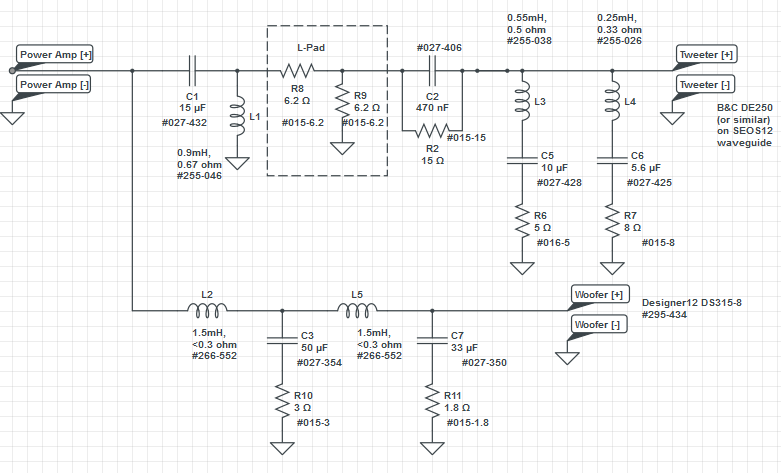 0.55mH,
0.5 ohm
#255-038
0.25mH,
0.33 ohm
#255-026
Power Amp [+]
L-Pad
#027-406
Tweeter [+]
Power Amp [-]
Tweeter [-]
C1
15 µF
#027-432
R8
6.2 Ω
#015-6.2
R9
6.2 Ω
#015-6.2
C2
470 nF
L1
L3
L4
B&C DE250
(or similar)
on SEOS12
waveguide
R2
15 Ω
#015-15
0.9mH,
0.67 ohm
#255-046
C5
10 µF
#027-428
C6
5.6 µF
#027-425
R6
5 Ω
#016-5
R7
8 Ω
#015-8
L2
L5
Woofer [+]
Designer12 DS315-8
#295-434
Woofer [-]
1.5mH,
<0.3 ohm
#266-552
C3
50 µF
#027-354
1.5mH,
<0.3 ohm
#266-552
C7
33 µF
#027-350
R10
3 Ω
#015-3
R11
1.8 Ω
#015-1.8